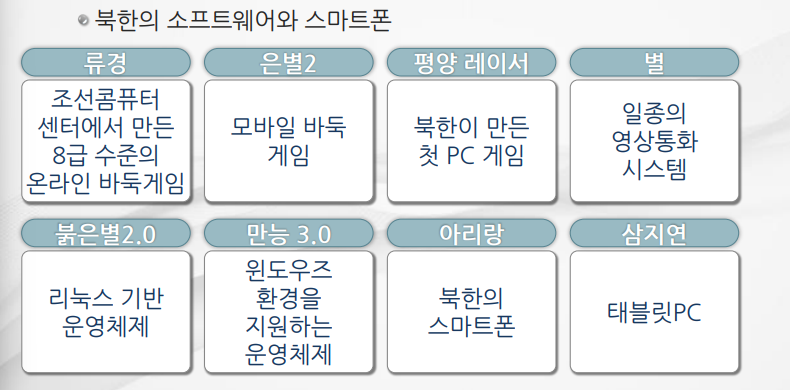 북한의 소프트웨어와 스마트폰
류경
조선콤퓨터
센터에서 만든
8급 수준의
온라인 바둑게임
은별2
모바일 바둑
게임
평양 레이서
북한이 만든
첫 PC 게임
별
일종의
영상통화
시스템
붉은별2.0
리눅스 기반
운영체제
만능 3.0
윈도우즈
환경을
지원하는
운영체제
아리랑
북한의
스마트폰
삼지연
태블릿PC